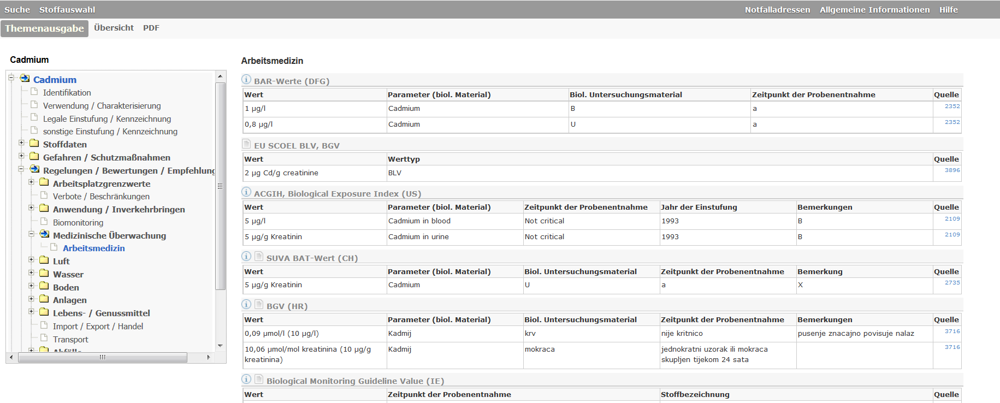 Suche Stoffauswahl Notfalladressen Allgemeine Informationen Hilfe
Themenausgabe Übersicht PDF
Cadmium
Cadmium
Identifikation
Verwendung / Charakterisierung
Legale Einstufung / Kennzeichnung
sonstige Einstufung / Kennzeichnung
Stoffdaten
Gefahren / Schutzmaßnahmen
Regelungen / Bewertungen / Empfehlung
Arbeitsplatzgrenzwerte
Verbote / Beschränkungen
Anwendung / Inverkehrbringen
Biomonitoring
Medizinische Überwachung
Arbeitsmedizin
Luft
Wasser
Boden
Anlagen
Lebens- / Genussmittel
Import / Export / Handel
Transport
Abfälle
Arbeitsmedizin
BAR-Werte (DFG)
Wert Parameter (biol. Material) Biol. Untersuchungsmaterial Zeitpunkt der Probenentnahme Quelle
1 µg/l Cadmium B a 2352
0,8 µg/l Cadmium U a 2352
EU SCOEL BLV, BGV
Wert Werttyp Quelle
2 µg Cd/g creatinine BLV 3896
ACGIH, Biological Exposure Index (US)
Wert Parameter (biol. Material) Zeitpunkt der Probenentnahme Jahr der Einstufung Bemerkungen Quelle
5 µg/l Cadmium in blood Not critical 1993 B 2109
5 µg/g Kreatinin Cadmium in urine Not critical 1993 B 2109
SUVA BAT-Wert (CH)
Wert Parameter (biol. Material) Biol. Untersuchungsmaterial Zeitpunkt der Probenentnahme Bemerkung Quelle
5 µg/g Kreatinin Cadmium U a X 2735
BGV (HR)
Wert Parameter (biol. Material) Biol. Untersuchungsmaterial Zeitpunkt der Probenentnahme Bemerkungen Quelle
0,09 µmol/l (10 µg/l) Kadmij krv nije kritnico pusenje znacajno povisuje nalaz 3716
10,06 µmol/mol kreatinina (10 µg/g Kadmij mokraca jednokratni uzorak ili mokraca 3716
kreatinina) skupljen tijekom 24 sata
Biological Monitoring Guideline Value (IE)
Wert Zeitpunkt der Probenentnahme Stoffbezeichnung Quelle